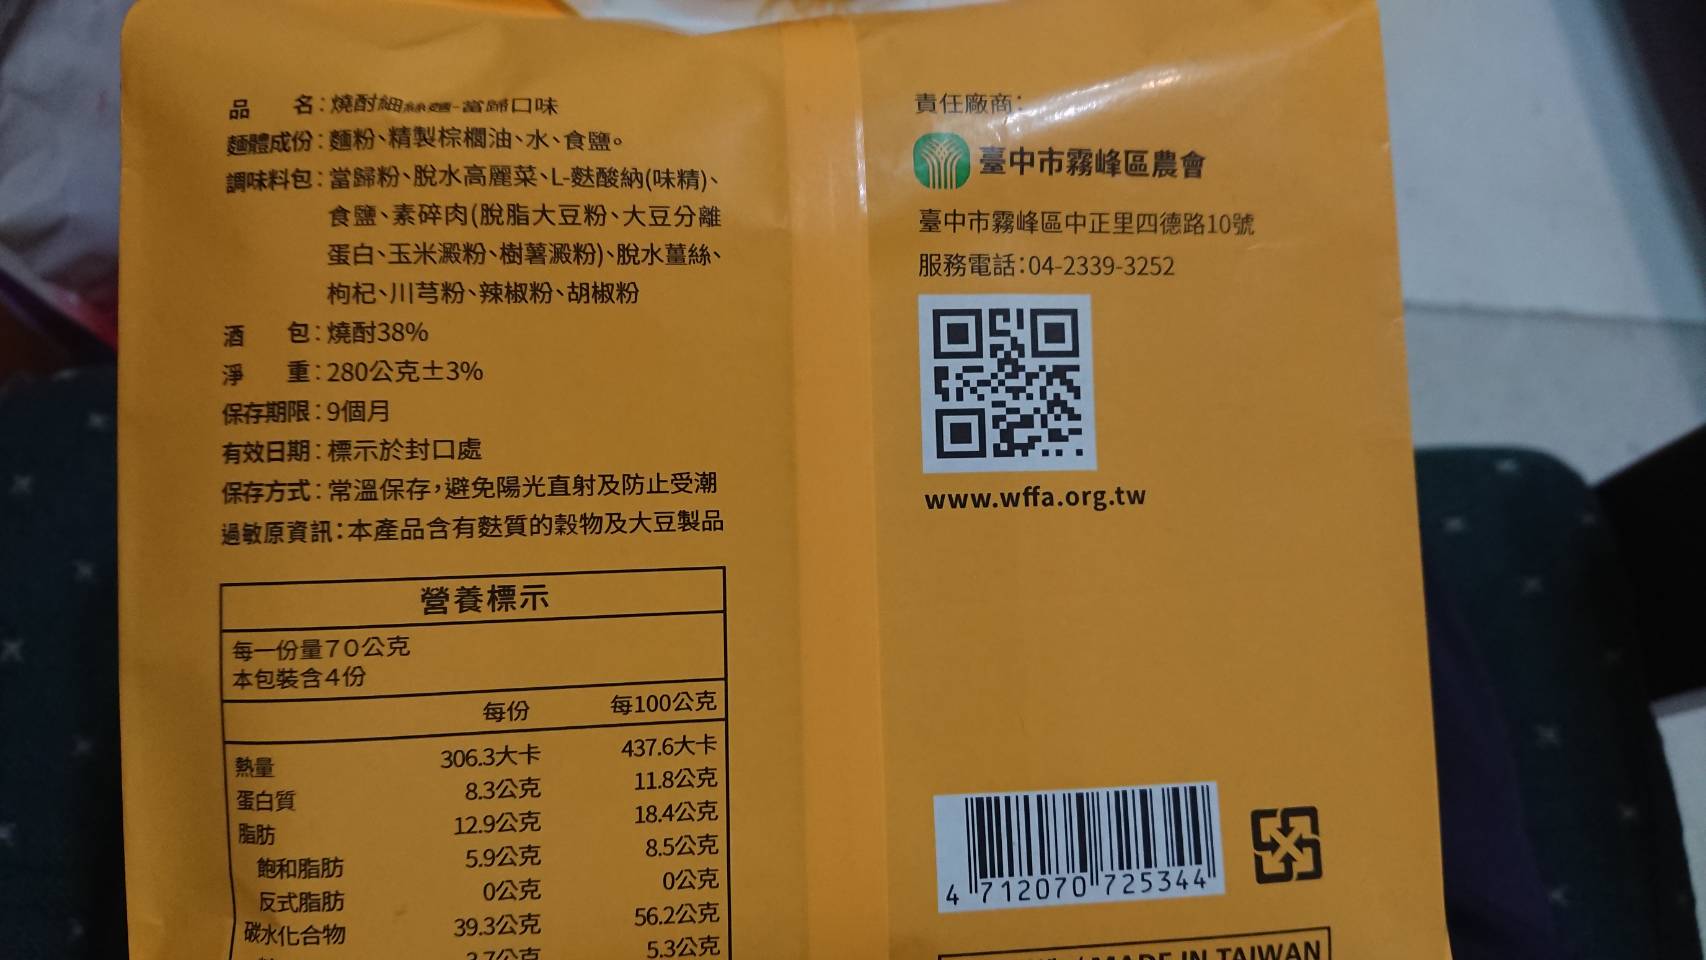 品　名：燒酎細絲麵-當歸口味
麵體成份：麵粉、精製棕櫚油、水、食鹽。
調味料包：當歸粉、脫水高麗菜、L-麩酸納(味精)、
食鹽、素碎肉(脫脂大豆粉、大豆分離
蛋白、玉米澱粉、樹薯澱粉)、脫水薑絲、
枸杞、川芎粉、辣椒粉、胡椒粉
酒　包：燒酎38%
淨　重：280公克±3%
保存期限：9個月
有效日期：標示於封口處
保存方式：常溫保存，避免陽光直射及防止受潮
過敏原資訊：本產品含有麩質的穀物及大豆製品
營養標示
每一份量70公克
本包裝含4份
每份 每100公克
熱量 306.3大卡 437.6大卡
蛋白質 8.3公克 11.8公克
脂肪 12.9公克 18.4公克
飽和脂肪 5.9公克 8.5公克
反式脂肪 0公克 0公克
碳水化合物 39.3公克 56.2公克
3.7公克 5.3公克
責任廠商：
臺中市霧峰區農會
臺中市霧峰區中正里四德路10號
服務電話：04-2339-3252
www.wffa.org.tw
4 712070 725344
MADE IN TAIWAN